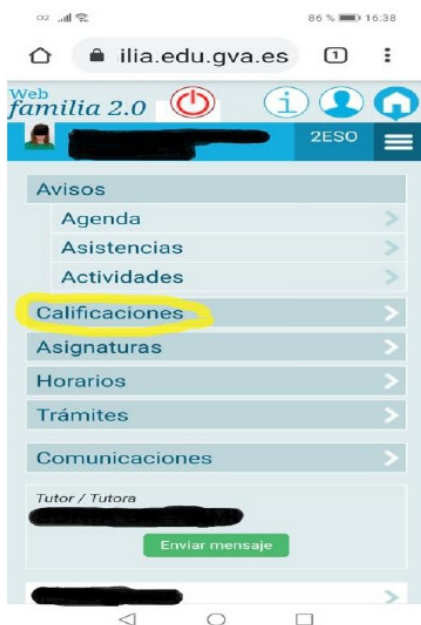 O2 86 % 16:38
ilia.edu.gva.es 1
Web
familia 2.0 i
2ESO
Avisos
Agenda
Asistencias
Actividades
Calificaciones
Asignaturas
Horarios
Trámites
Comunicaciones
Tutor / Tutora
Enviar mensaje